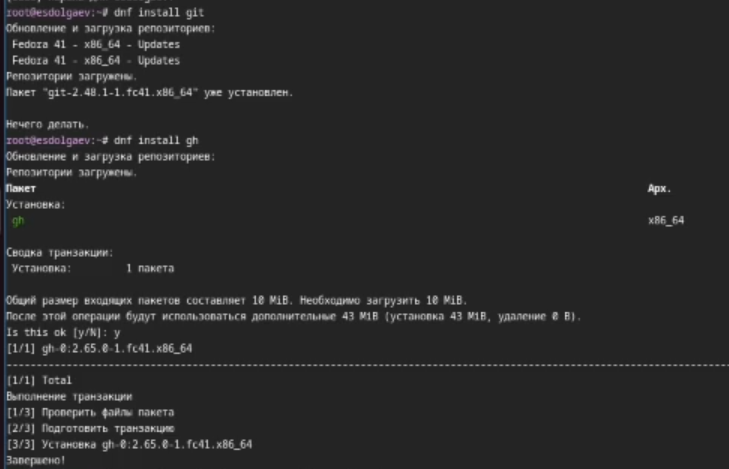 root@esdolgaev:~# dnf install git
Обновление и загрузка репозиториев:
Fedora 41 - x86_64 - Updates
Fedora 41 - x86_64 - Updates
Репозитории загружены.
Пакет "git-2.48.1-1.fc41.x86_64" уже установлен.
Нечего делать.
root@esdolgaev:~# dnf install gh
Обновление и загрузка репозиториев:
Репозитории загружены.
Пакет Арх.
Установка:
gh x86_64
Сводка транзакции:
Установка: 1 пакета
Общий размер входящих пакетов составляет 10 MiB. Необходимо загрузить 10 MiB.
После этой операции будут использоваться дополнительные 43 MiB (установка 43 MiB, удаление 0 B).
Is this ok [y/N]: y
[1/1] gh-0:2.65.0-1.fc41.x86_64
[1/1] Total
Выполнение транзакции
[1/3] Проверить файлы пакета
[2/3] Подготовить транзакцию
[3/3] Установка gh-0:2.65.0-1.fc41.x86_64
Завершено!